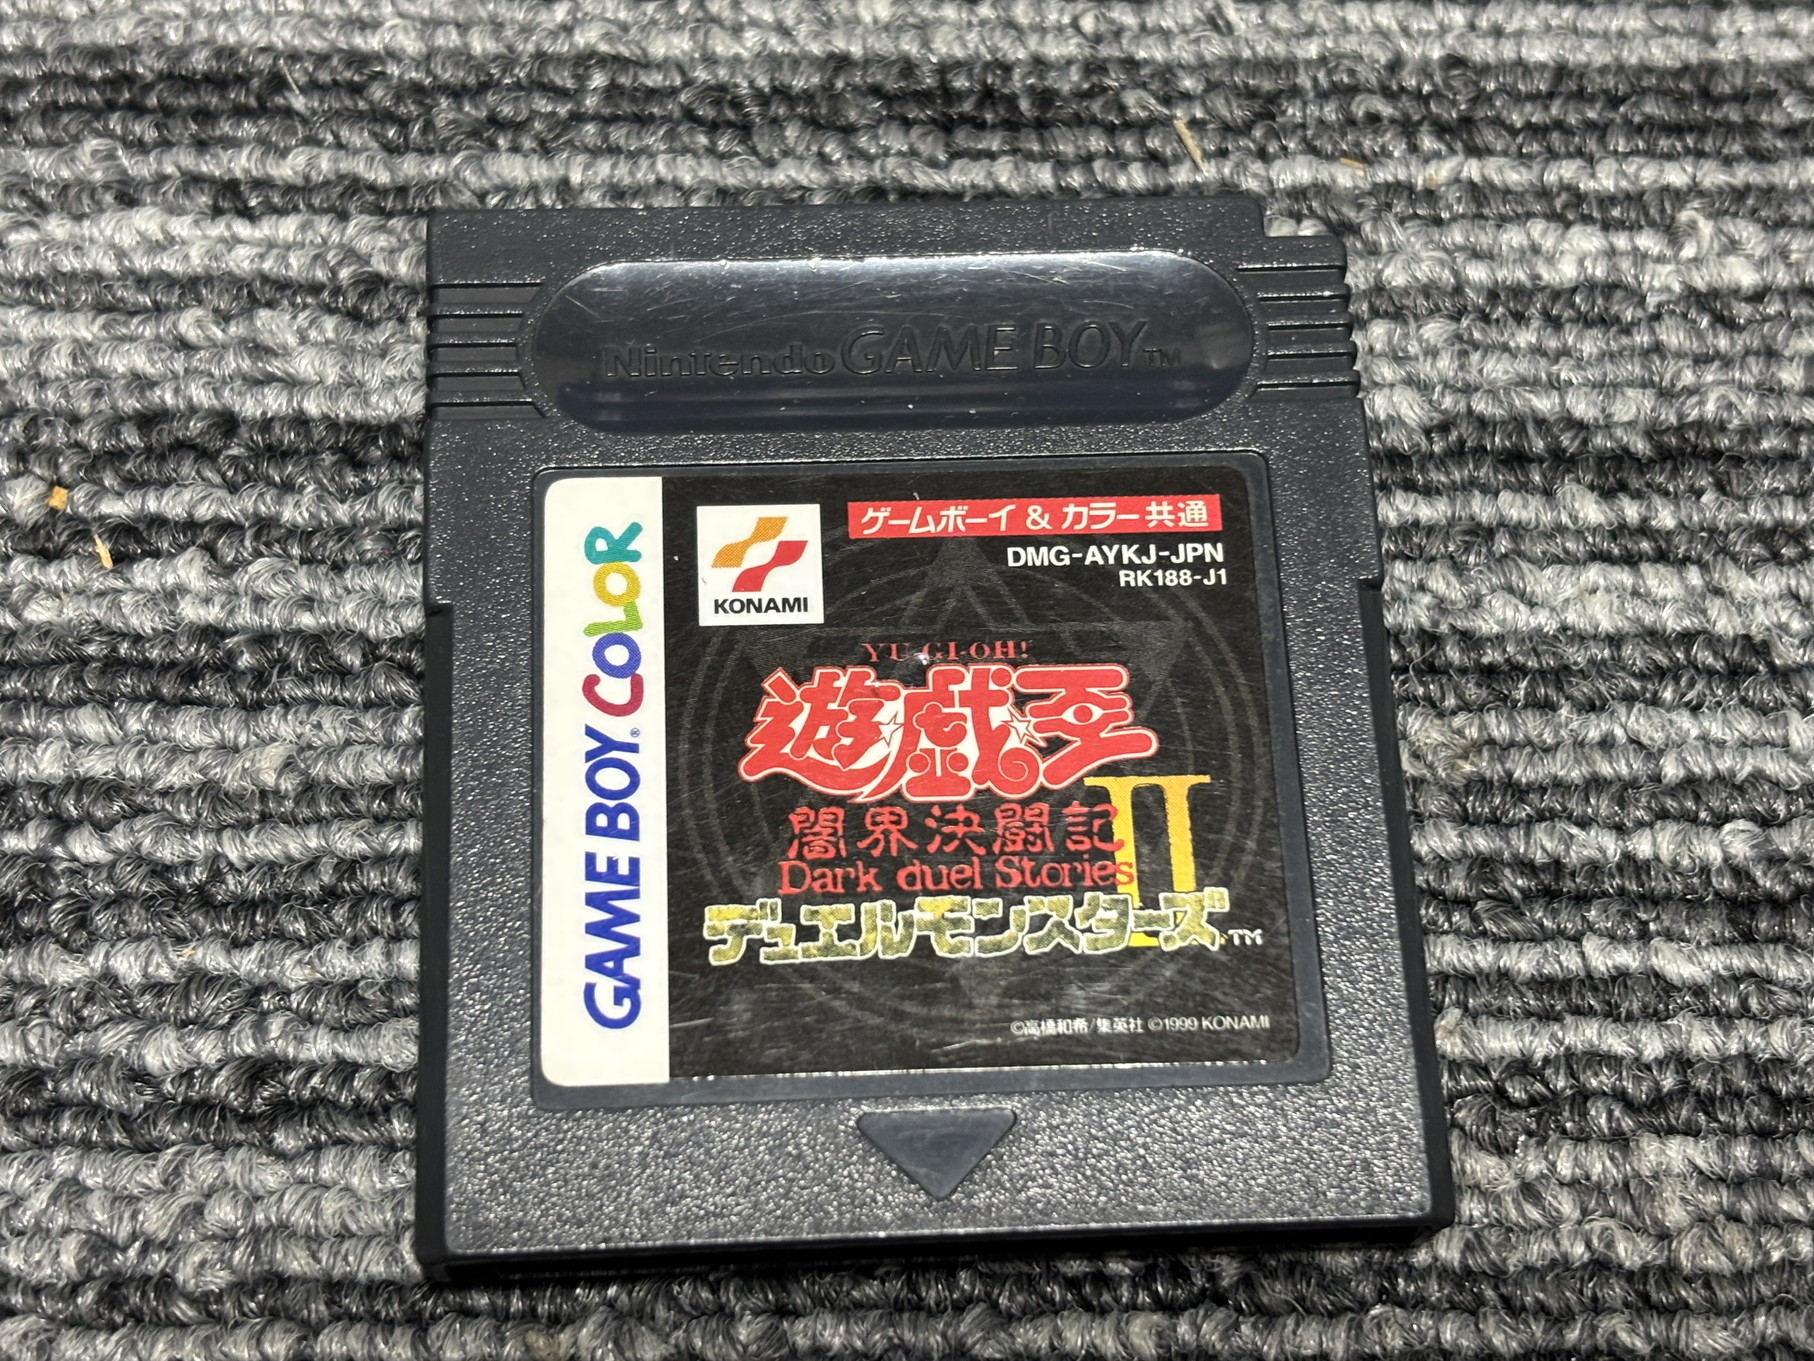 Nintendo GAME BOY™
GAME BOY® COLOR
KONAMI
ゲームボーイ & カラー共通
DMG-AYKJ-JPN
RK188-J1
YU-GI-OH!
遊戯王
II
闇界決闘記
Dark duel Stories
デュエルモンスターズ™
©高橋和希/集英社 ©1999 KONAMI